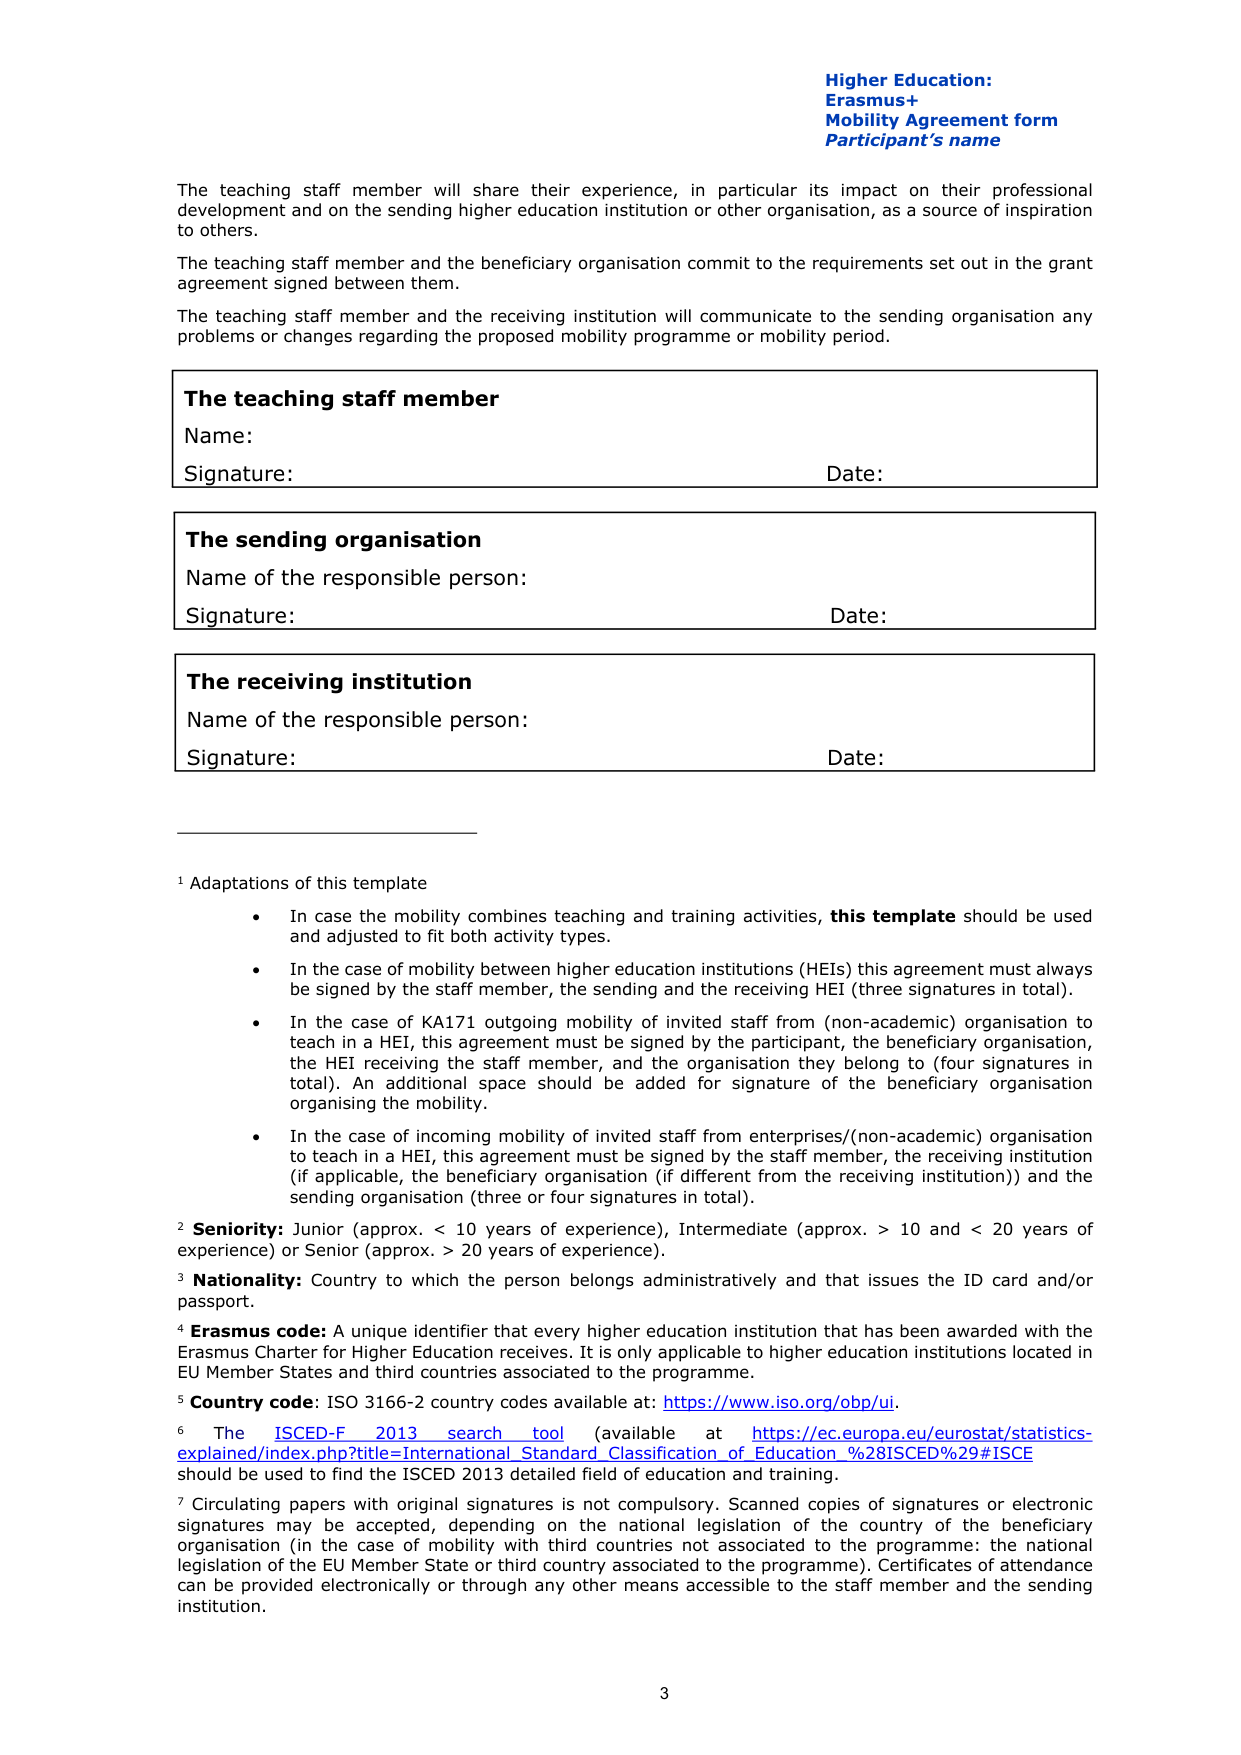 Higher Education:
Erasmus+
Mobility Agreement form
Participant’s name
The teaching staff member will share their experience, in particular its impact on their professional
development and on the sending higher education institution or other organisation, as a source of inspiration
to others.
The teaching staff member and the beneficiary organisation commit to the requirements set out in the grant
agreement signed between them.
The teaching staff member and the receiving institution will communicate to the sending organisation any
problems or changes regarding the proposed mobility programme or mobility period.
The teaching staff member
Name:
Signature: Date:
The sending organisation
Name of the responsible person:
Signature: Date:
The receiving institution
Name of the responsible person:
Signature: Date:
1 Adaptations of this template
• In case the mobility combines teaching and training activities, this template should be used
and adjusted to fit both activity types.
• In the case of mobility between higher education institutions (HEIs) this agreement must always
be signed by the staff member, the sending and the receiving HEI (three signatures in total).
• In the case of KA171 outgoing mobility of invited staff from (non-academic) organisation to
teach in a HEI, this agreement must be signed by the participant, the beneficiary organisation,
the HEI receiving the staff member, and the organisation they belong to (four signatures in
total). An additional space should be added for signature of the beneficiary organisation
organising the mobility.
• In the case of incoming mobility of invited staff from enterprises/(non-academic) organisation
to teach in a HEI, this agreement must be signed by the staff member, the receiving institution
(if applicable, the beneficiary organisation (if different from the receiving institution)) and the
sending organisation (three or four signatures in total).
2 Seniority: Junior (approx. < 10 years of experience), Intermediate (approx. > 10 and < 20 years of
experience) or Senior (approx. > 20 years of experience).
3 Nationality: Country to which the person belongs administratively and that issues the ID card and/or
passport.
4 Erasmus code: A unique identifier that every higher education institution that has been awarded with the
Erasmus Charter for Higher Education receives. It is only applicable to higher education institutions located in
EU Member States and third countries associated to the programme.
5 Country code: ISO 3166-2 country codes available at: https://www.iso.org/obp/ui.
6 The ISCED-F 2013 search tool (available at https://ec.europa.eu/eurostat/statistics-
explained/index.php?title=International_Standard_Classification_of_Education_%28ISCED%29#ISCE
should be used to find the ISCED 2013 detailed field of education and training.
7 Circulating papers with original signatures is not compulsory. Scanned copies of signatures or electronic
signatures may be accepted, depending on the national legislation of the country of the beneficiary
organisation (in the case of mobility with third countries not associated to the programme: the national
legislation of the EU Member State or third country associated to the programme). Certificates of attendance
can be provided electronically or through any other means accessible to the staff member and the sending
institution.
3